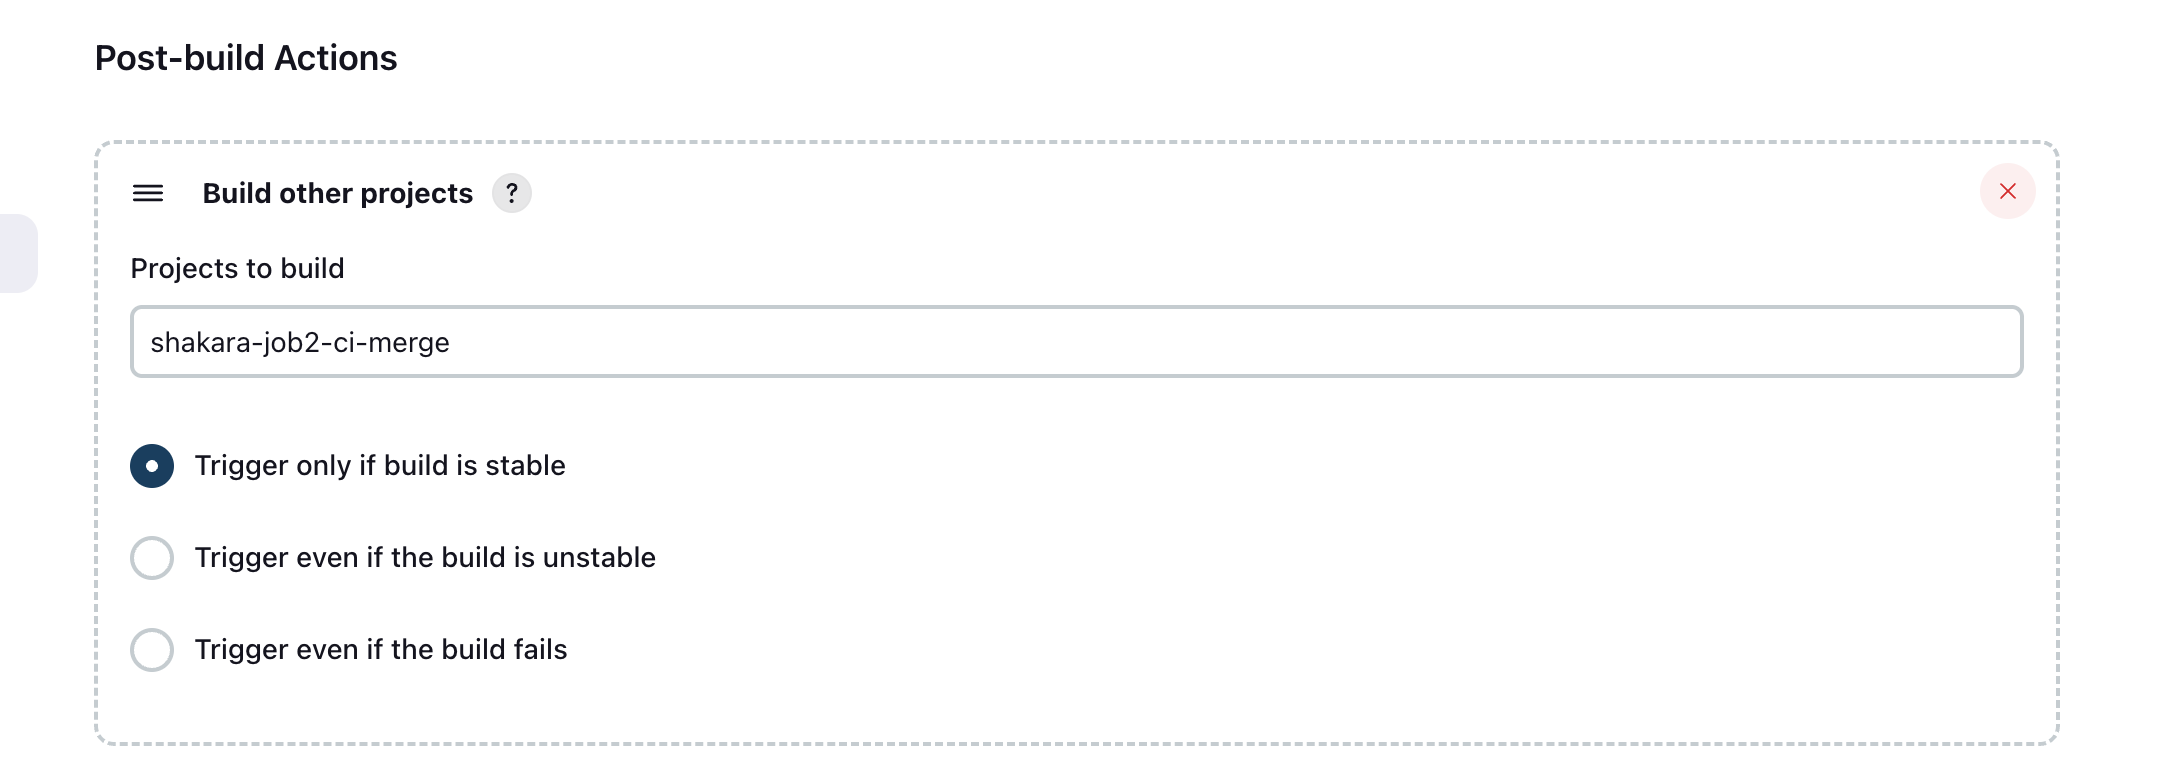 Post-build Actions
Build other projects ?
Projects to build
shakara-job2-ci-merge
Trigger only if build is stable
Trigger even if the build is unstable
Trigger even if the build fails